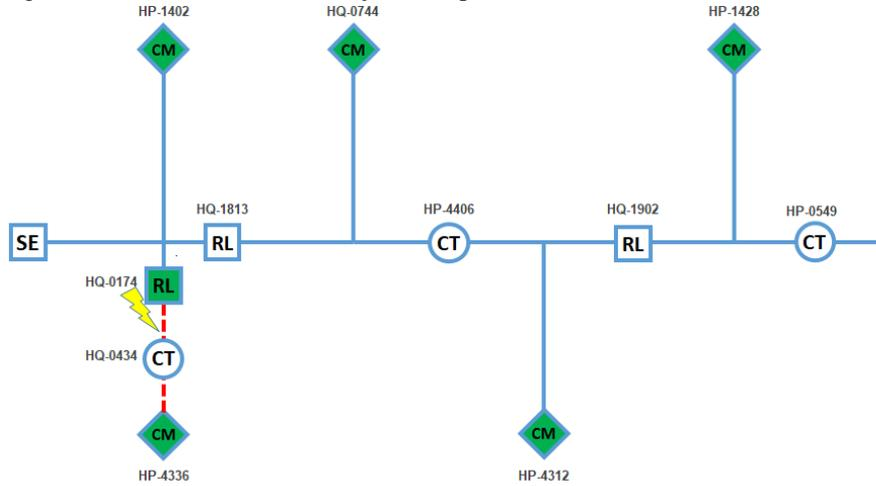 HP-1402
HQ-0744
HP-1428
CM
CM
CM
HQ-1813
HP-4406
HQ-1902
HP-0549
SE
RL
CT
RL
CT
HQ-0174
RL
HQ-0434
CT
CM
CM
HP-4336
HP-4312